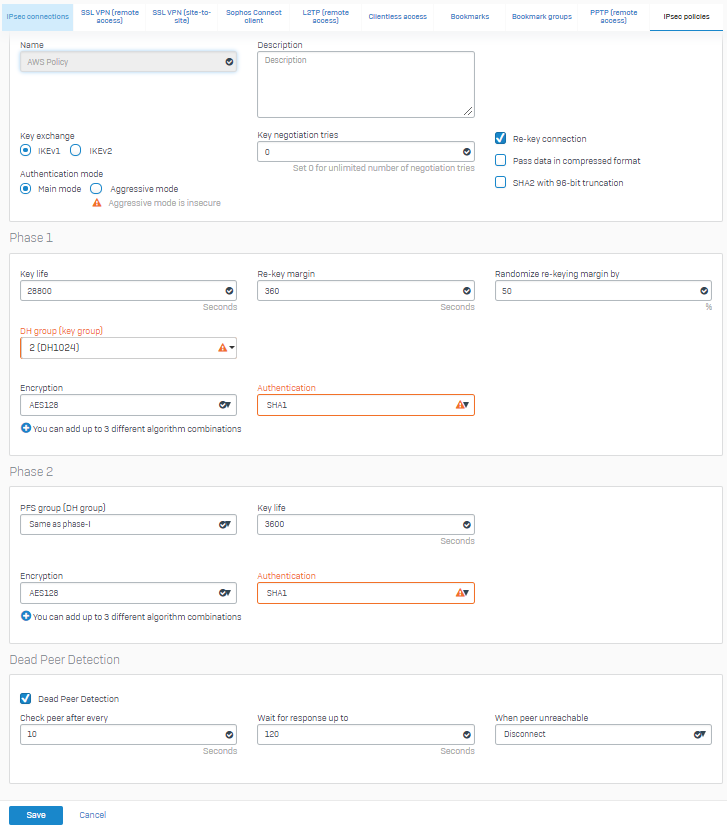 IPsec connections
SSL VPN (remote
access)
SSL VPN (site-to-
site)
Sophos Connect
client
L2TP (remote
access)
Clientless access
Bookmarks
Bookmark groups
PPTP (remote
access)
IPsec policies
Name
Description
AWS Policy
Description
Key exchange
IKEv1
IKEv2
Key negotiation tries
0
Set 0 for unlimited number of negotiation tries
Re-key connection
Pass data in compressed format
SHA2 with 96-bit truncation
Authentication mode
Main mode
Aggressive mode
Aggressive mode is insecure
Phase 1
Key life
Re-key margin
Randomize re-keying margin by
28800
360
50
Seconds
Seconds
%
DH group (key group)
2 (DH1024)
Encryption
Authentication
AES128
SHA1
You can add up to 3 different algorithm combinations
Phase 2
PFS group (DH group)
Key life
Same as phase-I
3600
Seconds
Encryption
Authentication
AES128
SHA1
You can add up to 3 different algorithm combinations
Dead Peer Detection
Dead Peer Detection
Check peer after every
Wait for response up to
When peer unreachable
10
120
Disconnect
Seconds
Seconds
Save
Cancel